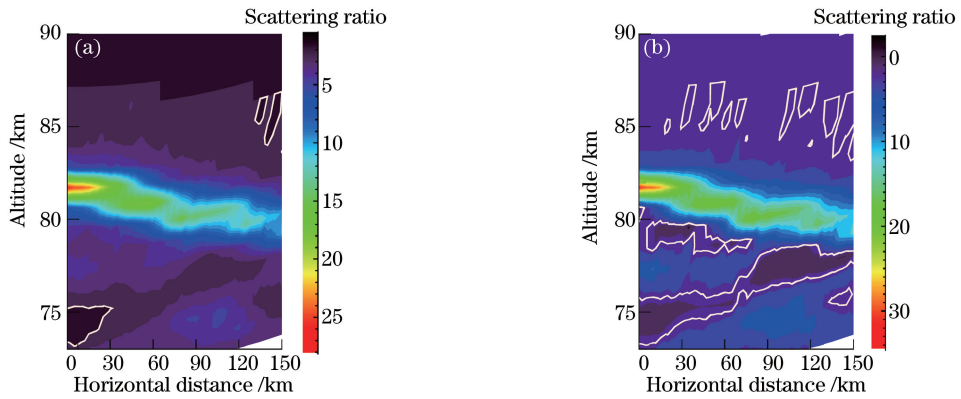 Scattering ratio
(a)
90
85
80
75
Altitude /km
0 30 60 90 120 150
Horizontal distance /km
5
10
15
20
25
Scattering ratio
(b)
90
85
80
75
Altitude /km
0 30 60 90 120 150
Horizontal distance /km
0
10
20
30